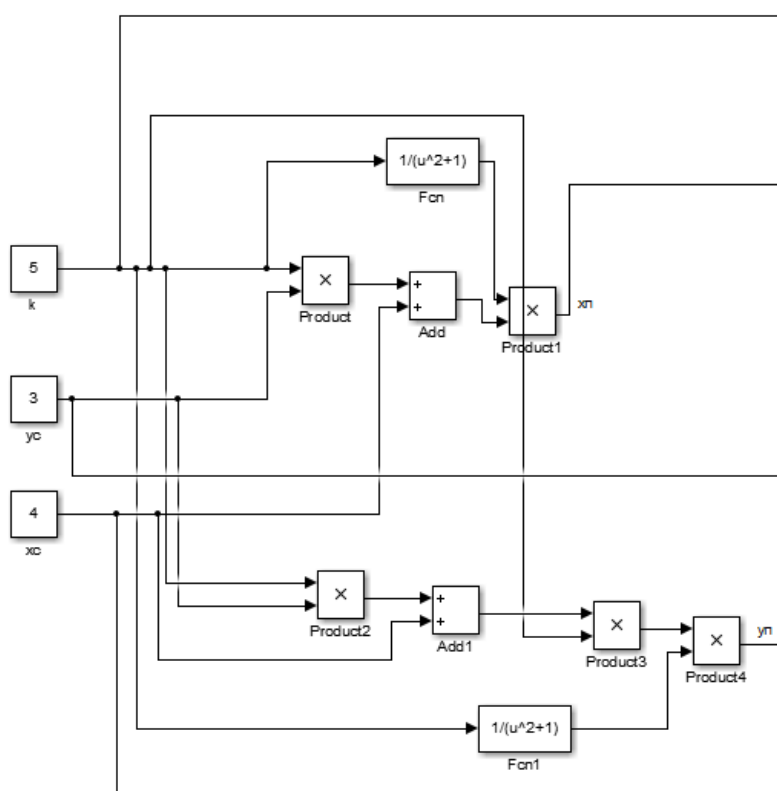 1/(u^2+1)
Fcn
5
k
×
Product
+
+
Add
×
Product1
xп
3
yc
4
xc
×
Product2
+
+
Add1
×
Product3
×
Product4
yп
1/(u^2+1)
Fcn1